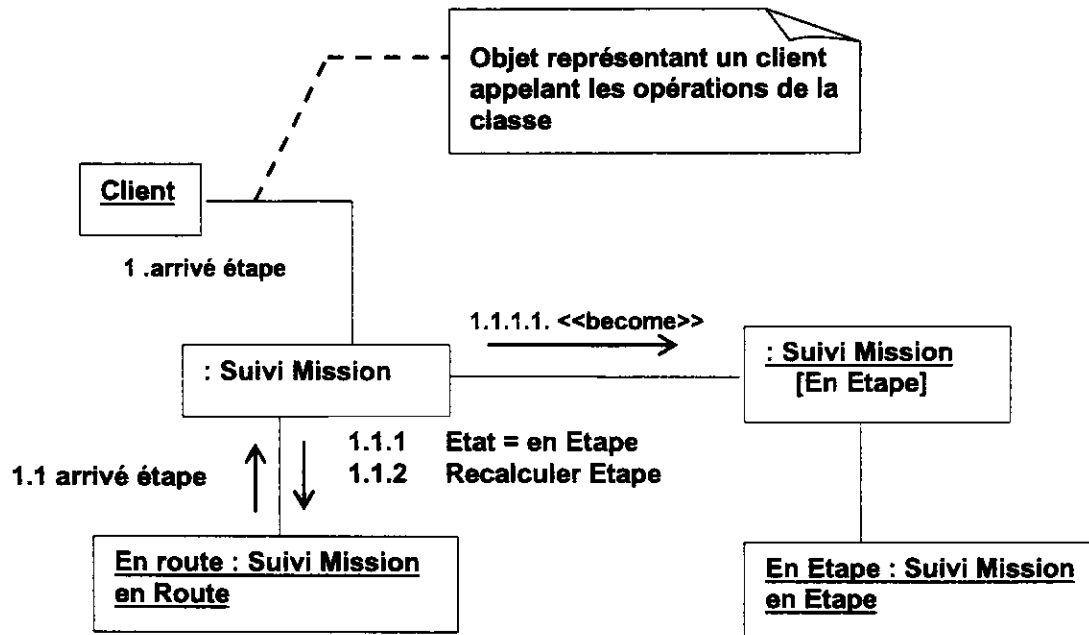 Objet représentant un client
appelant les opérations de la
classe
Client
1 .arrivé étape
1.1.1.1. <<become>>
: Suivi Mission
: Suivi Mission
[En Etape]
1.1 arrivé étape
1.1.1 Etat = en Etape
1.1.2 Recalculer Etape
En route : Suivi Mission
en Route
En Etape : Suivi Mission
en Etape